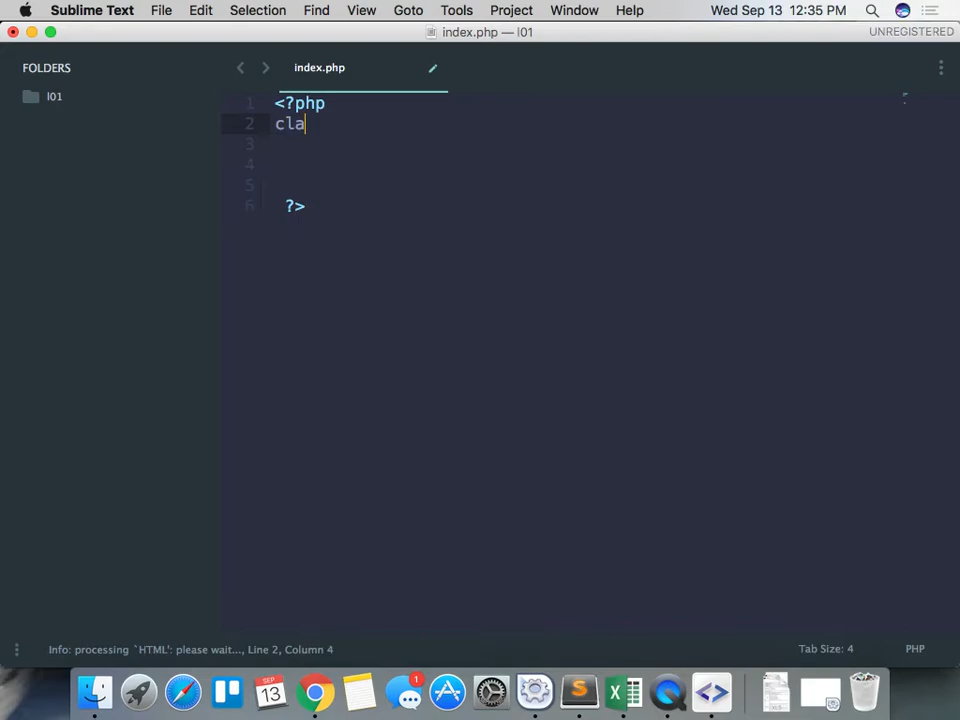 Sublime Text File Edit Selection Find View Goto Tools Project Window Help Wed Sep 13 12:35 PM
index.php — l01 UNREGISTERED
FOLDERS
l01
index.php
1 <?php
2 cla
3
4
5
6 ?>
Info: processing `HTML': please wait..., Line 2, Column 4 Tab Size: 4 PHP
1
SEP
13